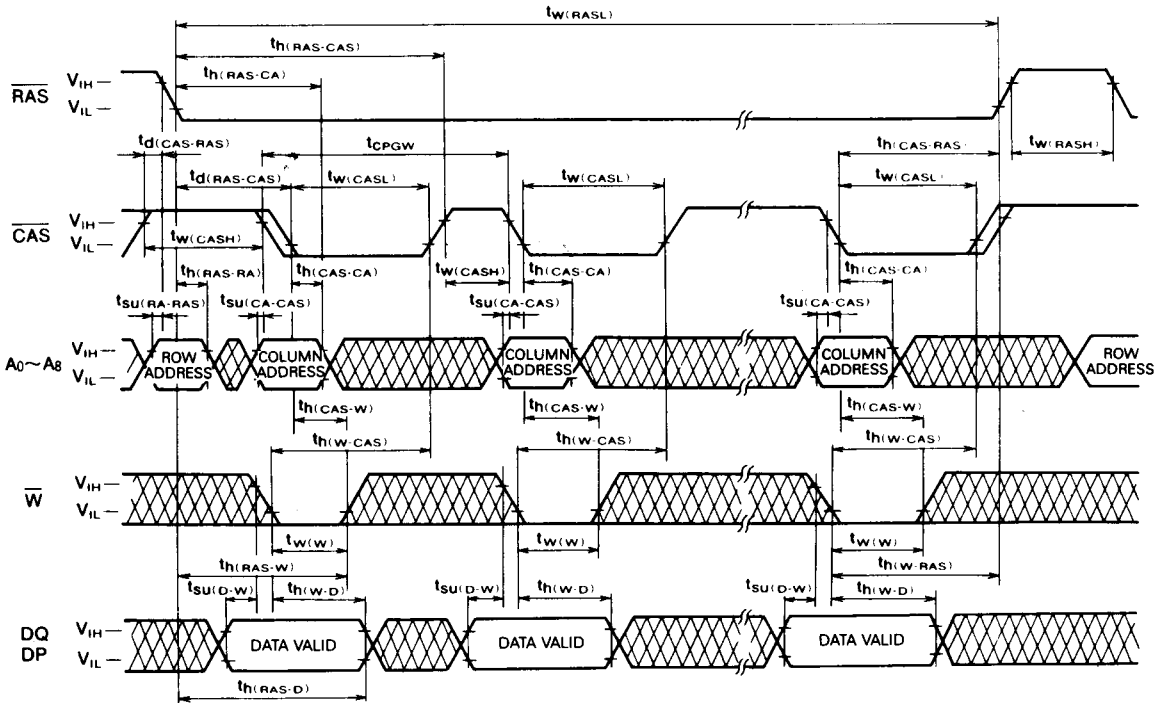 tw(RASL)
th(RAS-CAS)
th(RAS-CA)
RAS
VIH
VIL
td(CAS-RAS)
tCPGW
th(CAS-RAS)
tw(RASH)
td(RAS-CAS)
tw(CASL)
tw(CASL)
tw(CASL)
CAS
VIH
VIL
tw(CASH)
th(RAS-RA)
th(CAS-CA)
tw(CASH)
th(CAS-CA)
th(CAS-CA)
tsu(RA-RAS)
tsu(CA-CAS)
tsu(CA-CAS)
tsu(CA-CAS)
A0~A8
VIH
VIL
ROW
ADDRESS
COLUMN
ADDRESS
COLUMN
ADDRESS
COLUMN
ADDRESS
ROW
ADDRESS
th(CAS-W)
th(CAS-W)
th(CAS-W)
th(W-CAS)
th(W-CAS)
th(W-CAS)
W
VIH
VIL
tw(W)
tw(W)
tw(W)
th(RAS-W)
th(W-RAS)
tsu(D-W)
th(W-D)
tsu(D-W)
th(W-D)
tsu(D-W)
th(W-D)
DQ
DP
VIH
VIL
DATA VALID
DATA VALID
DATA VALID
th(RAS-D)